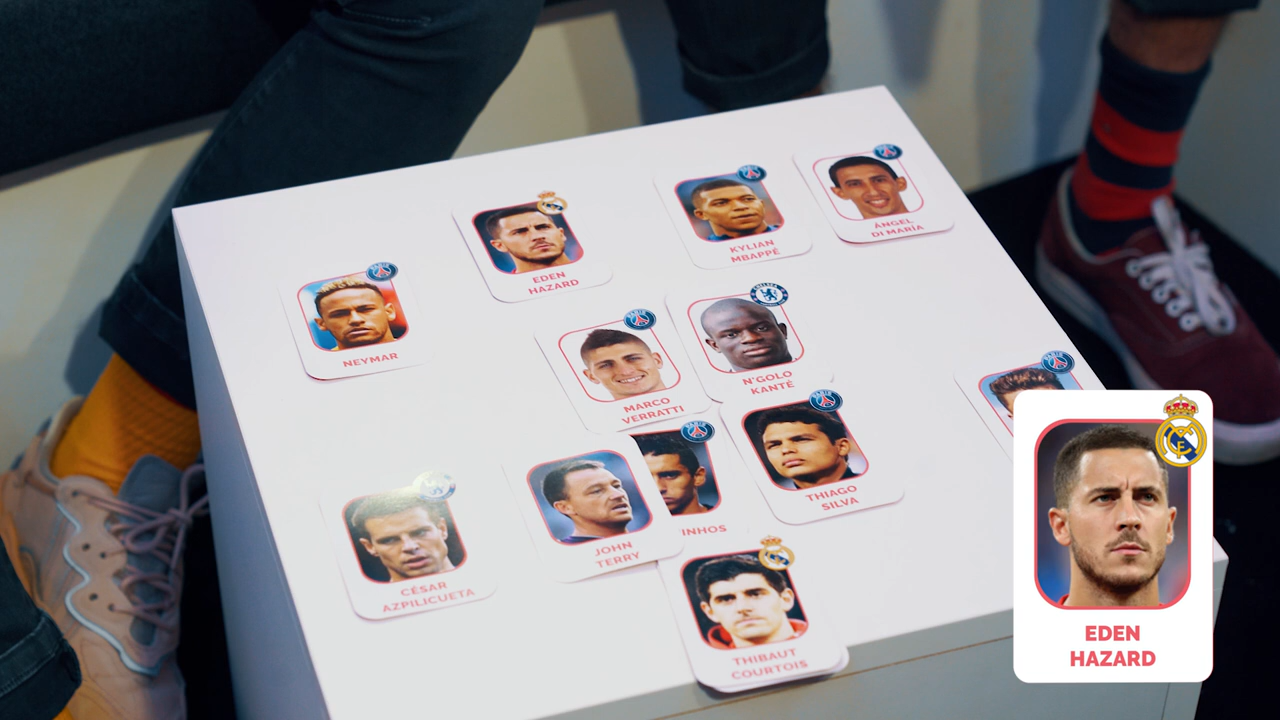 ÁNGEL
DI MARÍA
KYLIAN
MBAPPÉ
EDEN
HAZARD
NEYMAR
N'GOLO
KANTÉ
MARCO
VERRATTI
THIAGO
SILVA
INHOS
JOHN
TERRY
CÉSAR
AZPILICUETA
THIBAUT
COURTOIS
EDEN
HAZARD